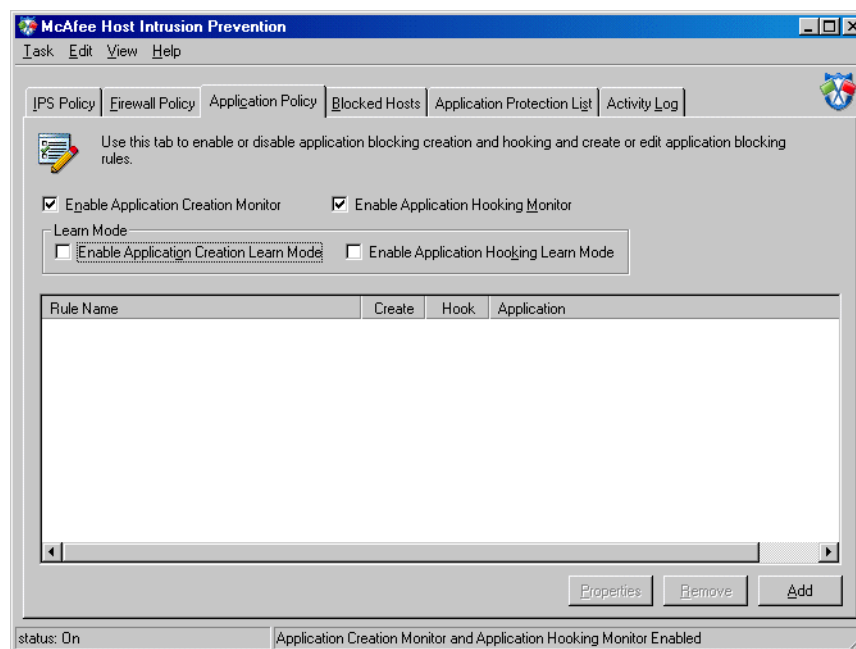 McAfee Host Intrusion Prevention
Task Edit View Help
IPS Policy Firewall Policy Application Policy Blocked Hosts Application Protection List Activity Log
Use this tab to enable or disable application blocking creation and hooking and create or edit application blocking
rules.
Enable Application Creation Monitor Enable Application Hooking Monitor
Learn Mode
Enable Application Creation Learn Mode Enable Application Hooking Learn Mode
Rule Name Create Hook Application
Properties Remove Add
status: On Application Creation Monitor and Application Hooking Monitor Enabled